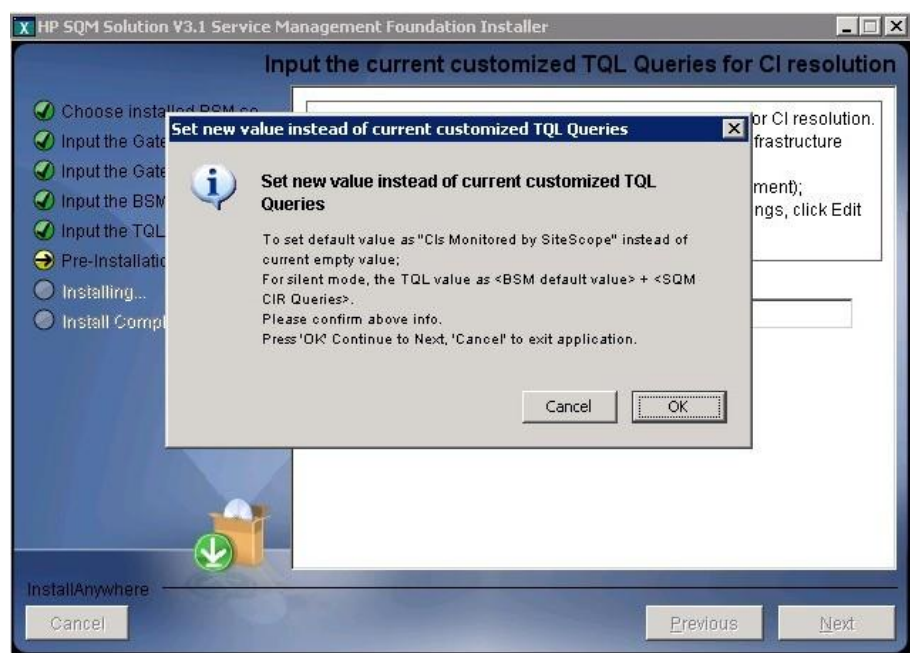 HP SQM Solution V3.1 Service Management Foundation Installer
Input the current customized TQL Queries for CI resolution
Choose installed BSM
Input the Gate
Input the Gate
Input the BSM
Input the TQL
Pre-Installatio
Installing...
Install Compl
or CI resolution.
frastructure
ment);
ngs, click Edit
Set new value instead of current customized TQL Queries
Set new value instead of current customized TQL
Queries
To set default value as "CIs Monitored by SiteScope" instead of
current empty value;
For silent mode, the TQL value as <BSM default value> + <SQM
CIR Queries>.
Please confirm above info.
Press 'OK' Continue to Next, 'Cancel' to exit application.
Cancel
OK
InstallAnywhere
Cancel
Previous
Next